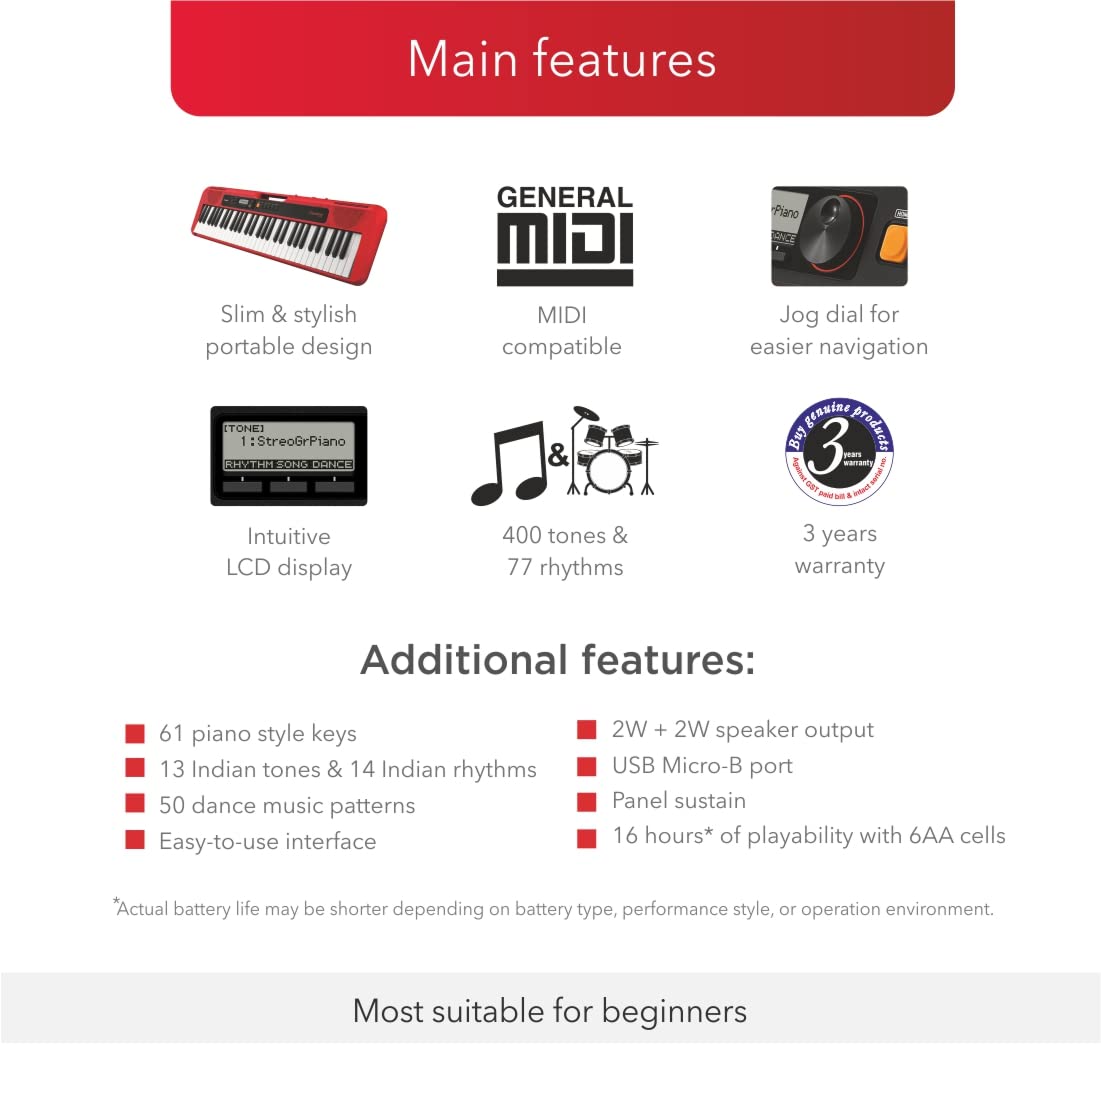 Main features
GENERAL
MIDI
rPiano
ANCE
HOM
Slim & stylish
portable design
MIDI
compatible
Jog dial for
easier navigation
[TONE]
1:StreoGrPiano
RHYTHM SONG DANCE
&
Buy genuine products
3 years
warranty
Against GST paid bill & intact serial no.
Intuitive
LCD display
400 tones &
77 rhythms
3 years
warranty
Additional features:
61 piano style keys
13 Indian tones & 14 Indian rhythms
50 dance music patterns
Easy-to-use interface
2W + 2W speaker output
USB Micro-B port
Panel sustain
16 hours* of playability with 6AA cells
*Actual battery life may be shorter depending on battery type, performance style, or operation environment.
Most suitable for beginners